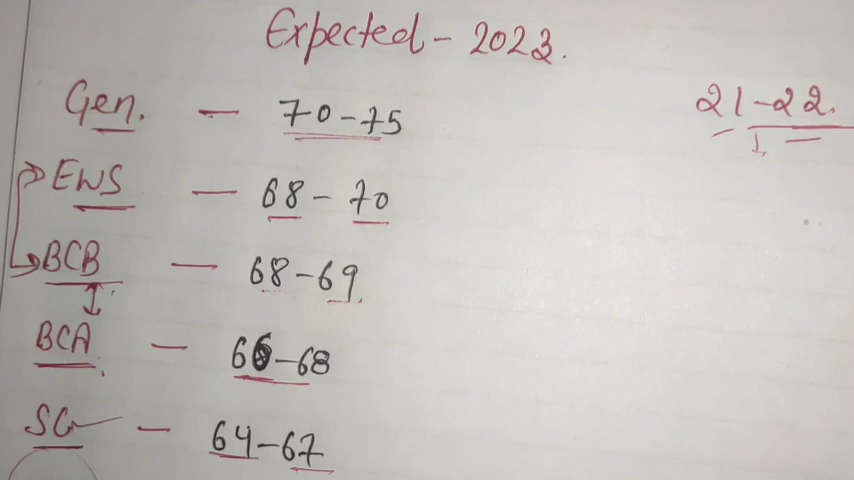 Expected - 2023.
21-22.
Gen. - 70-75
EWS - 68-70
BCB - 68-69
BCA - 66-68
SC - 64-67